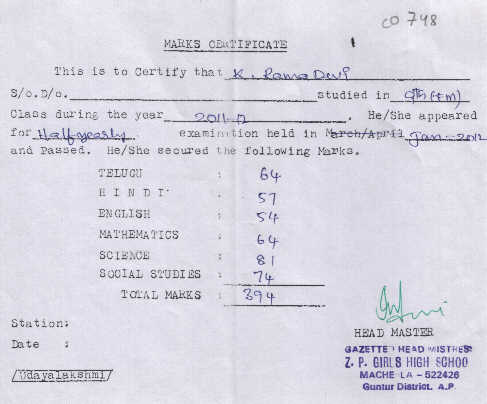 CO 748
MARKS CERTIFICATE
This is to Certify that K. Rama Devi
S/o.D/o. studied in 9th (EM)
Class during the year 2011-12. He/She appeared
for Half-yearly examination held in March/April Jan-2012
and Passed. He/She secured the following Marks.
TELUGU : 64
HINDI : 57
ENGLISH : 54
MATHEMATICS : 64
SCIENCE : 81
SOCIAL STUDIES : 74
TOTAL MARKS : 394
Station:
Date :
HEAD MASTER
GAZETTED HEAD MISTRESS
Z. P. GIRLS HIGH SCHOO
MACHE LA - 522426
Guntur District. A.P.
/Udayalakshmi/